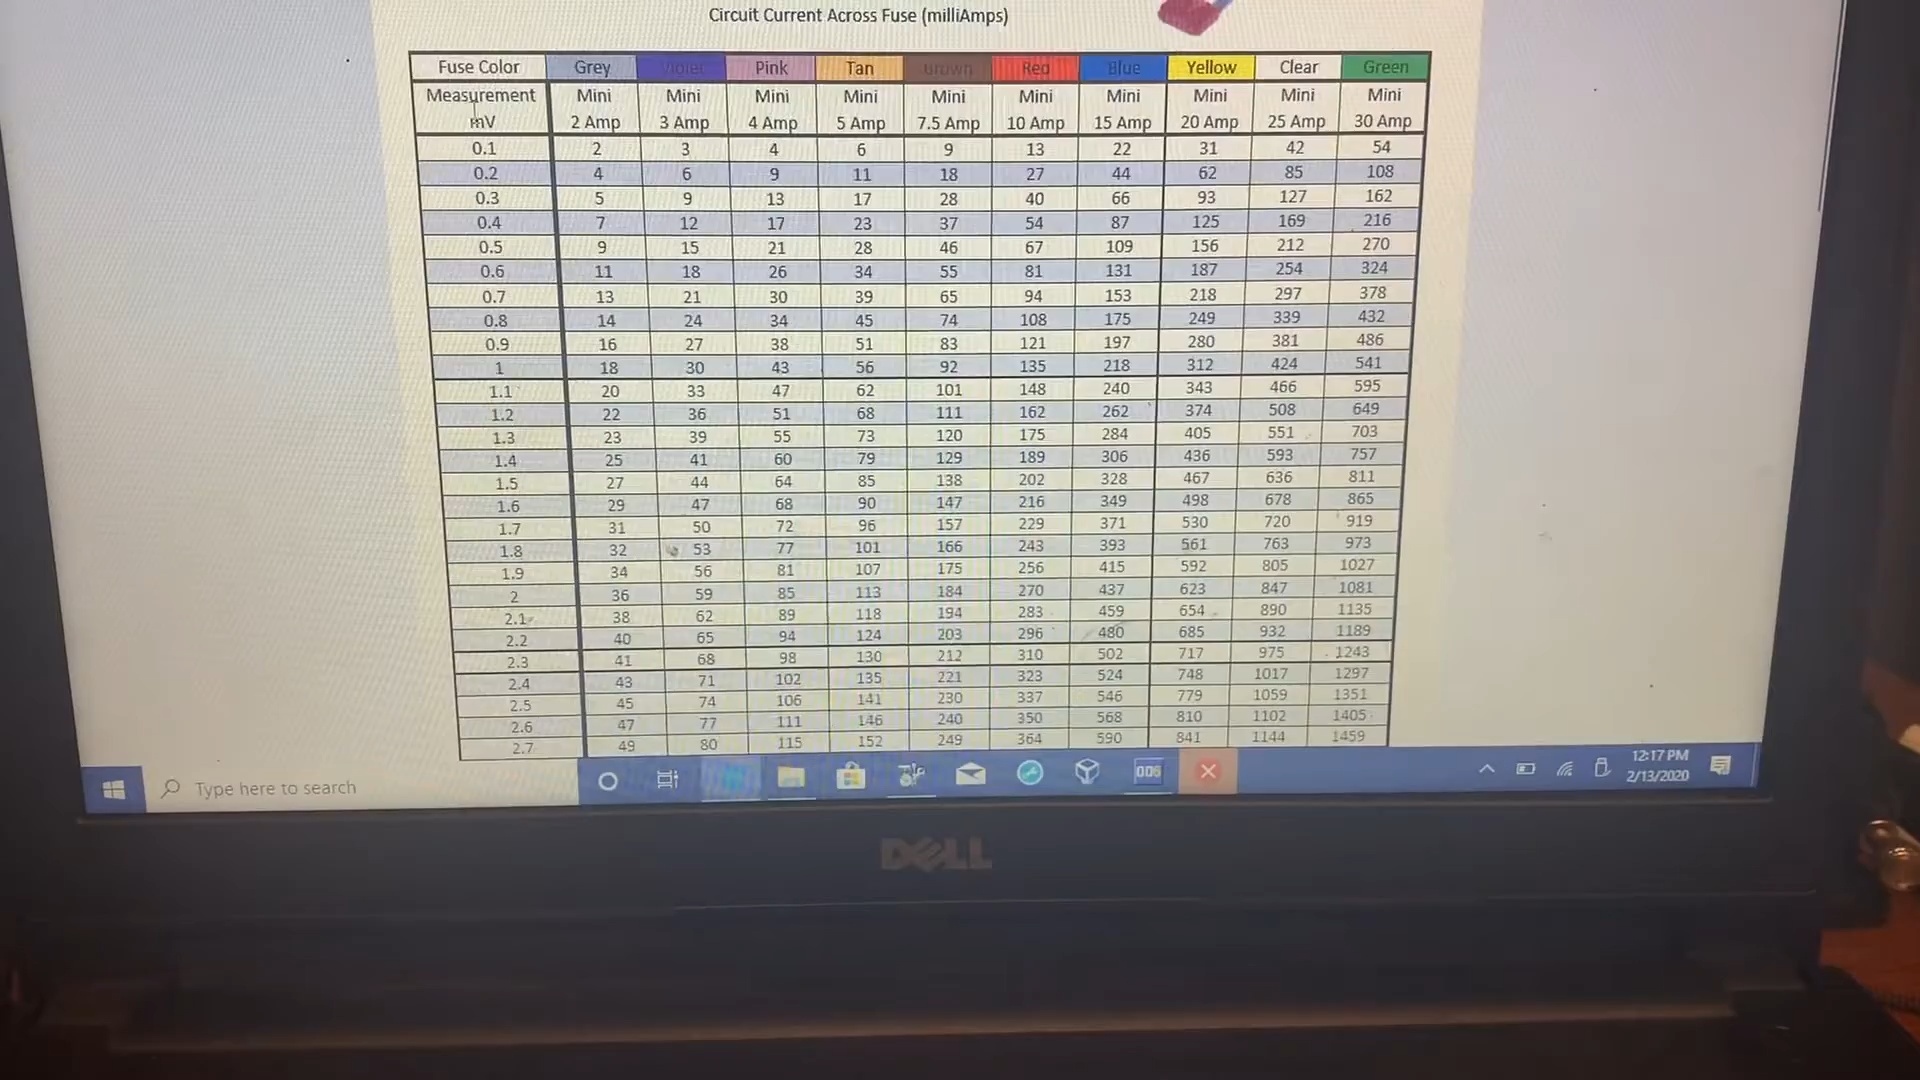 Circuit Current Across Fuse (milliAmps)
Fuse Color Grey Violet Pink Tan Brown Red Blue Yellow Clear Green
Measurement Mini Mini Mini Mini Mini Mini Mini Mini Mini Mini
mV 2 Amp 3 Amp 4 Amp 5 Amp 7.5 Amp 10 Amp 15 Amp 20 Amp 25 Amp 30 Amp
0.1 2 3 4 6 9 13 22 31 42 54
0.2 4 6 9 11 18 27 44 62 85 108
0.3 5 9 13 17 28 40 66 93 127 162
0.4 7 12 17 23 37 54 87 125 169 216
0.5 9 15 21 28 46 67 109 156 212 270
0.6 11 18 26 34 55 81 131 187 254 324
0.7 13 21 30 39 65 94 153 218 297 378
0.8 14 24 34 45 74 108 175 249 339 432
0.9 16 27 38 51 83 121 197 280 381 486
1 18 30 43 56 92 135 218 312 424 541
1.1 20 33 47 62 101 148 240 343 466 595
1.2 22 36 51 68 111 162 262 374 508 649
1.3 23 39 55 73 120 175 284 405 551 703
1.4 25 41 60 79 129 189 306 436 593 757
1.5 27 44 64 85 138 202 328 467 636 811
1.6 29 47 68 90 147 216 349 498 678 865
1.7 31 50 72 96 157 229 371 530 720 919
1.8 32 53 77 101 166 243 393 561 763 973
1.9 34 56 81 107 175 256 415 592 805 1027
2 36 59 85 113 184 270 437 623 847 1081
2.1 38 62 89 118 194 283 459 654 890 1135
2.2 40 65 94 124 203 296 480 685 932 1189
2.3 41 68 98 130 212 310 502 717 975 1243
2.4 43 71 102 135 221 323 524 748 1017 1297
2.5 45 74 106 141 230 337 546 779 1059 1351
2.6 47 77 111 146 240 350 568 810 1102 1405
2.7 49 80 115 152 249 364 590 841 1144 1459
Type here to search
12:17 PM
2/13/2020
DELL